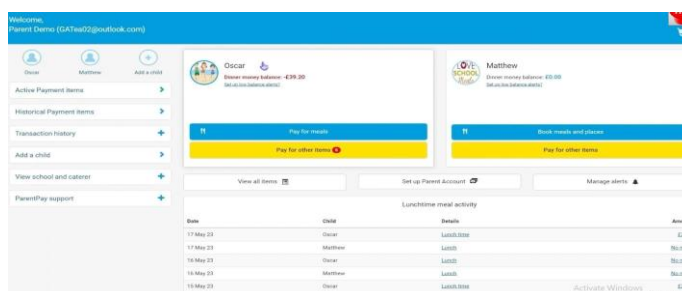 Welcome,
Parent Demo (GATea02@outlook.com)
Oscar
Matthew
Add a child
Active Payment items
Historical Payment items
Transaction history
Add a child
View school and caterer
ParentPay support
Oscar
Dinner money balance: -£39.20
Set up low balance alerts!
Pay for meals
Pay for other items
LOVE
SCHOOL
Meals
Matthew
Dinner money balance: £0.00
Set up low balance alerts!
Book meals and places
Pay for other items
View all items
Set up Parent Account
Manage alerts
Lunchtime meal activity
Date Child Details
17 May 23 Oscar Lunch time
17 May 23 Matthew Lunch
16 May 23 Oscar Lunch
16 May 23 Matthew Lunch
15 May 23 Oscar Lunch time
Activate Windows